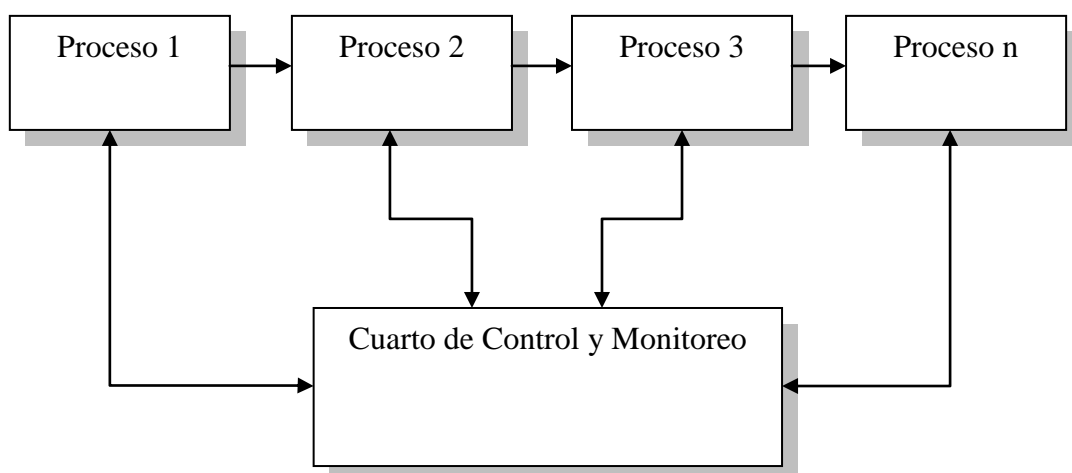 Proceso 1
Proceso 2
Proceso 3
Proceso n
Cuarto de Control y Monitoreo